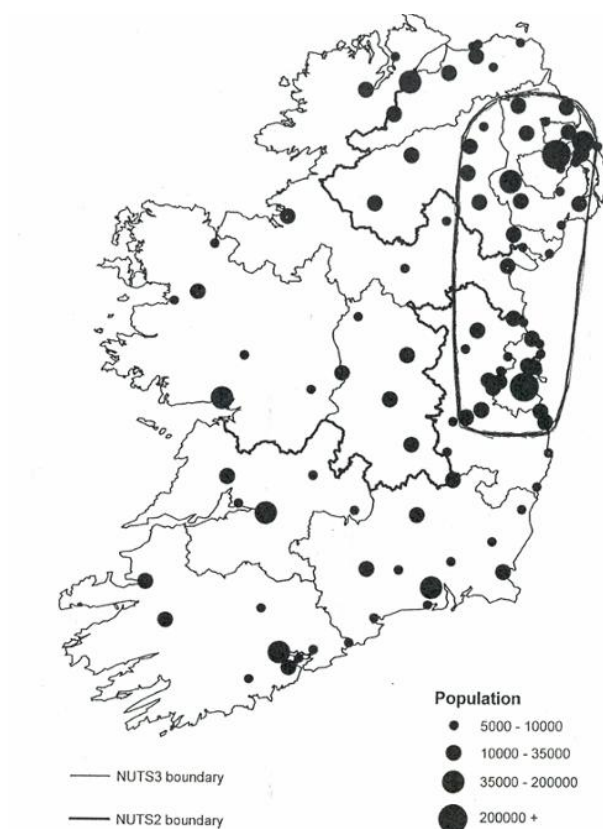 Population
5000 - 10000
10000 - 35000
35000 - 200000
200000 +
NUTS3 boundary
NUTS2 boundary